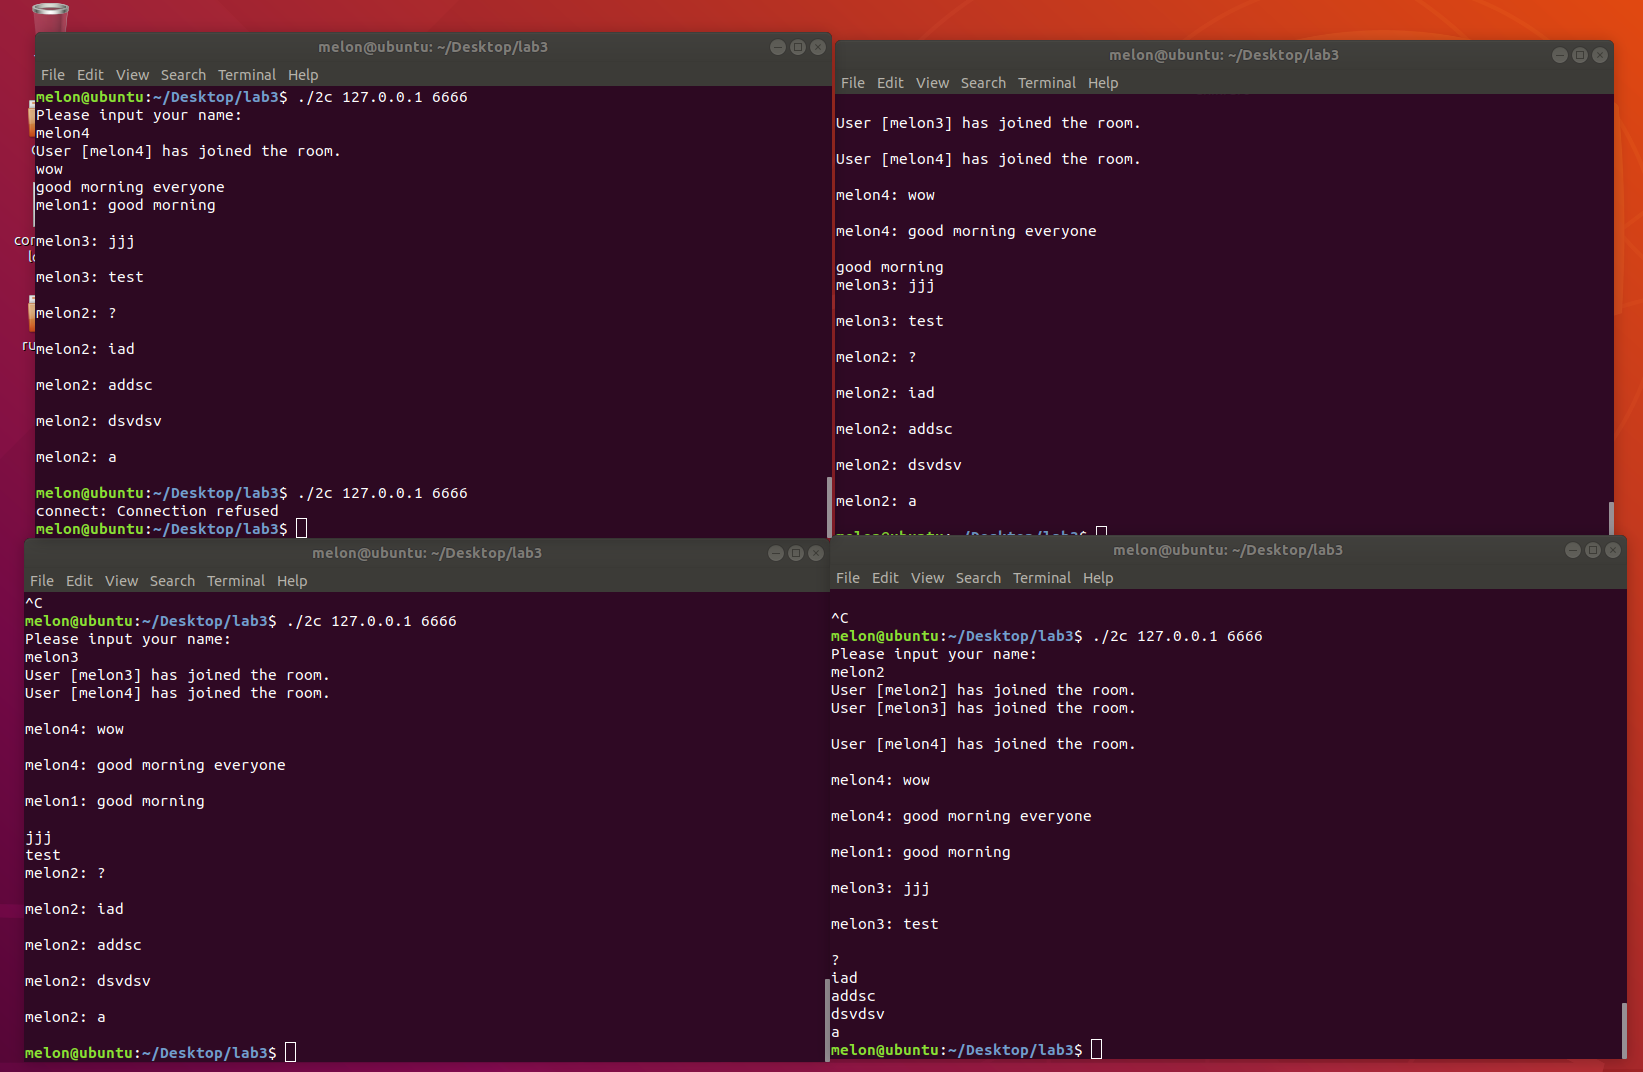 melon@ubuntu: ~/Desktop/lab3
File Edit View Search Terminal Help
melon@ubuntu:~/Desktop/lab3$ ./2c 127.0.0.1 6666
Please input your name:
melon4
User [melon4] has joined the room.
wow
good morning everyone
melon1: good morning
melon3: jjj
melon3: test
melon2: ?
melon2: iad
melon2: addsc
melon2: dsvdsv
melon2: a
melon@ubuntu:~/Desktop/lab3$ ./2c 127.0.0.1 6666
connect: Connection refused
melon@ubuntu:~/Desktop/lab3$
melon@ubuntu: ~/Desktop/lab3
File Edit View Search Terminal Help
User [melon3] has joined the room.
User [melon4] has joined the room.
melon4: wow
melon4: good morning everyone
good morning
melon3: jjj
melon3: test
melon2: ?
melon2: iad
melon2: addsc
melon2: dsvdsv
melon2: a
melon@ubuntu:~/Desktop/lab3$
melon@ubuntu: ~/Desktop/lab3
File Edit View Search Terminal Help
^C
melon@ubuntu:~/Desktop/lab3$ ./2c 127.0.0.1 6666
Please input your name:
melon3
User [melon3] has joined the room.
User [melon4] has joined the room.
melon4: wow
melon4: good morning everyone
melon1: good morning
jjj
test
melon2: ?
melon2: iad
melon2: addsc
melon2: dsvdsv
melon2: a
melon@ubuntu:~/Desktop/lab3$
melon@ubuntu: ~/Desktop/lab3
File Edit View Search Terminal Help
^C
melon@ubuntu:~/Desktop/lab3$ ./2c 127.0.0.1 6666
Please input your name:
melon2
User [melon2] has joined the room.
User [melon3] has joined the room.
User [melon4] has joined the room.
melon4: wow
melon4: good morning everyone
melon1: good morning
melon3: jjj
melon3: test
?
iad
addsc
dsvdsv
a
melon@ubuntu:~/Desktop/lab3$